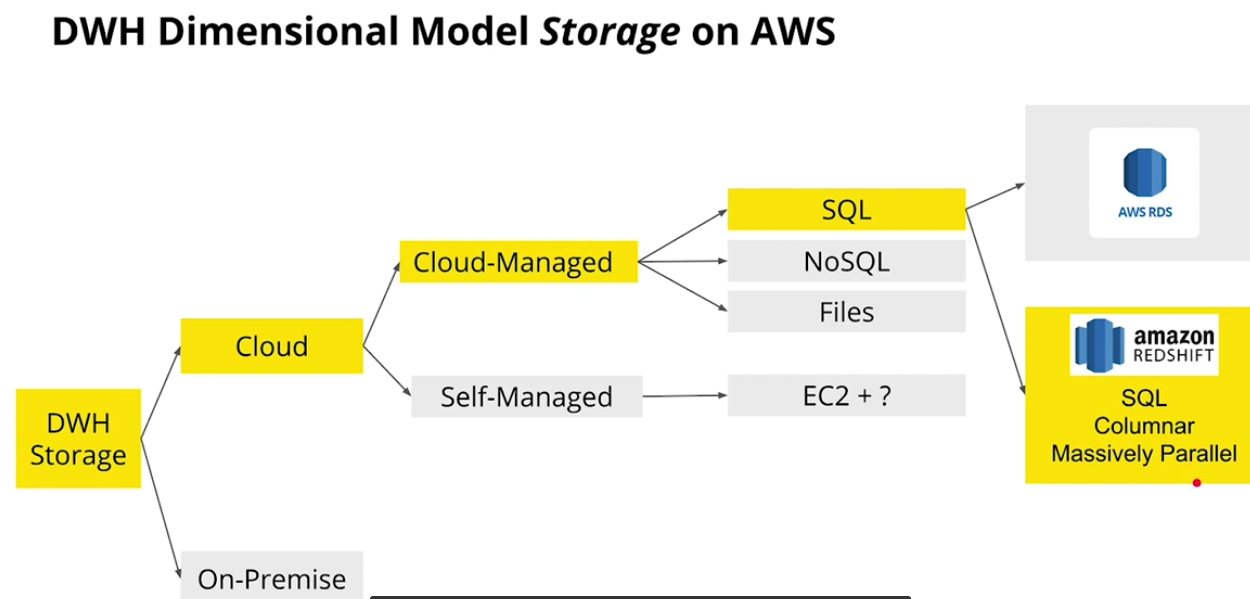 DWH Dimensional Model Storage on AWS
AWS RDS
SQL
Cloud-Managed
NoSQL
Files
Cloud
amazon
REDSHIFT
Self-Managed
EC2 + ?
SQL
Columnar
Massively Parallel
DWH
Storage
On-Premise